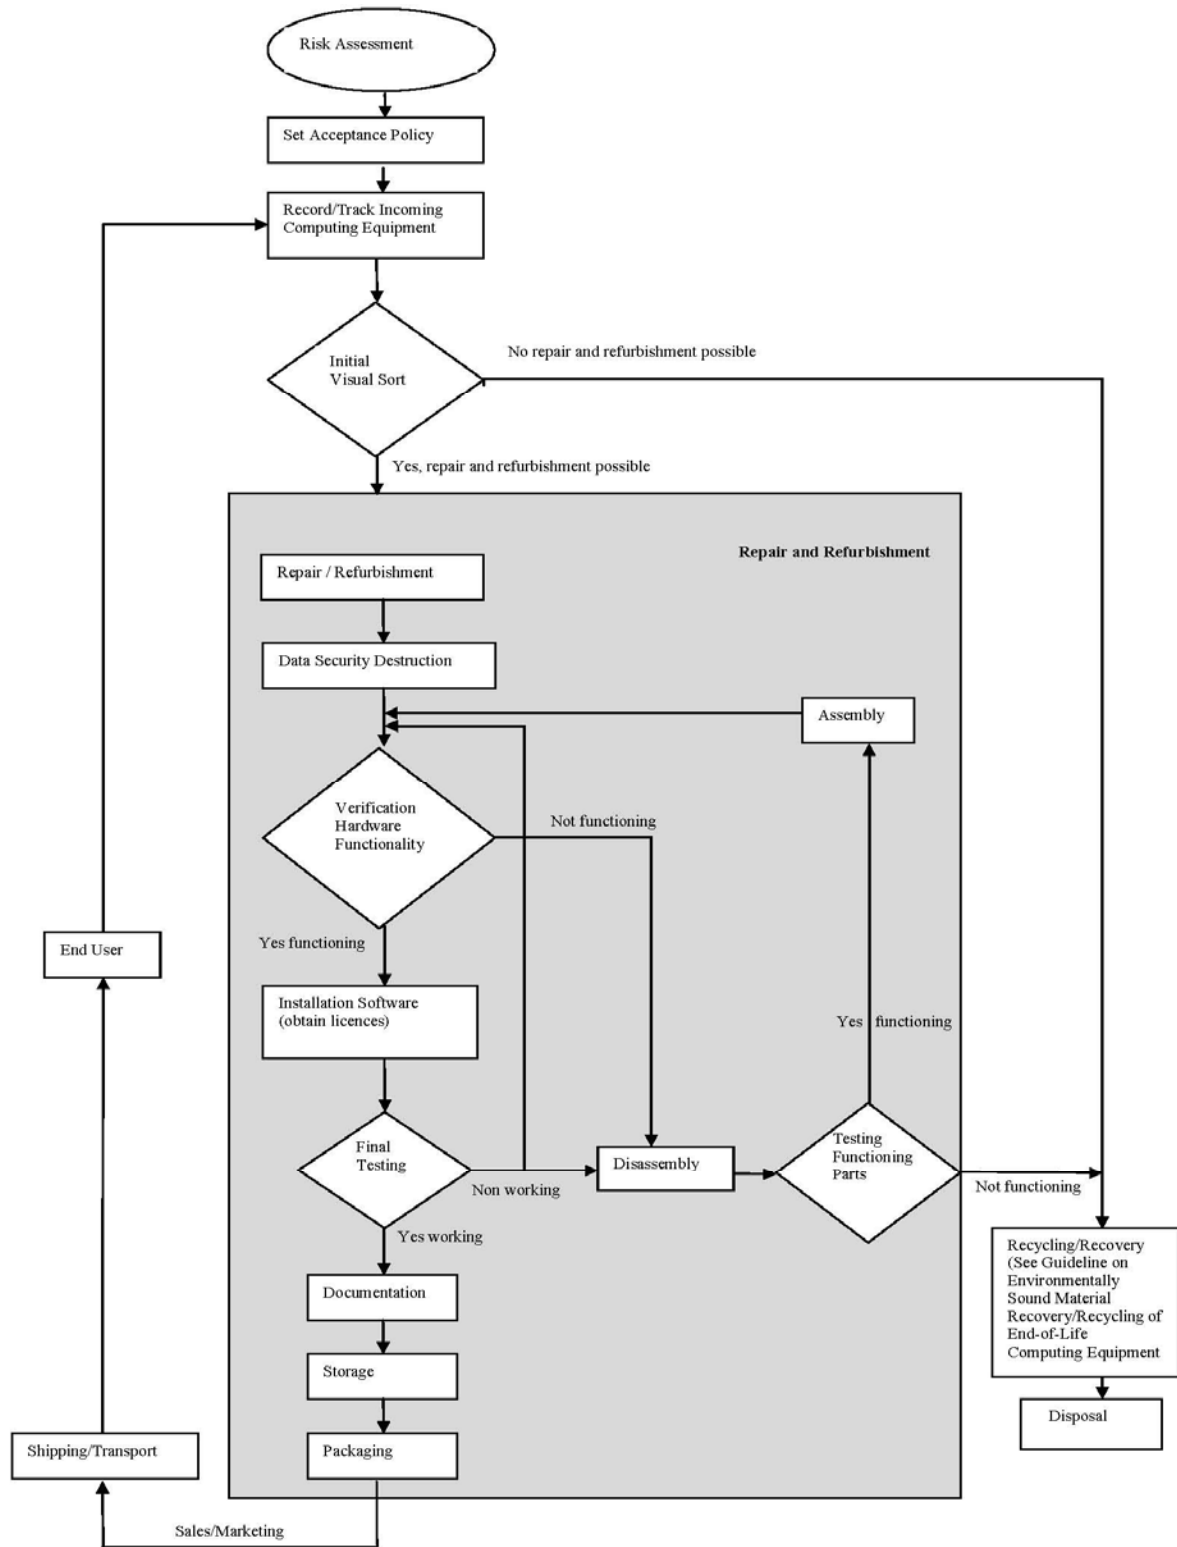 Risk Assessment
Set Acceptance Policy
Record/Track Incoming
Computing Equipment
Initial
Visual Sort
No repair and refurbishment possible
Yes, repair and refurbishment possible
Repair and Refurbishment
Repair / Refurbishment
Data Security Destruction
Assembly
Verification
Hardware
Functionality
Not functioning
Yes functioning
End User
Installation Software
(obtain licences)
Yes functioning
Final
Testing
Non working
Disassembly
Testing
Functioning
Parts
Not functioning
Yes working
Recycling/Recovery
(See Guideline on
Environmentally
Sound Material
Recovery/Recycling of
End-of-Life
Computing Equipment
Documentation
Storage
Disposal
Packaging
Shipping/Transport
Sales/Marketing